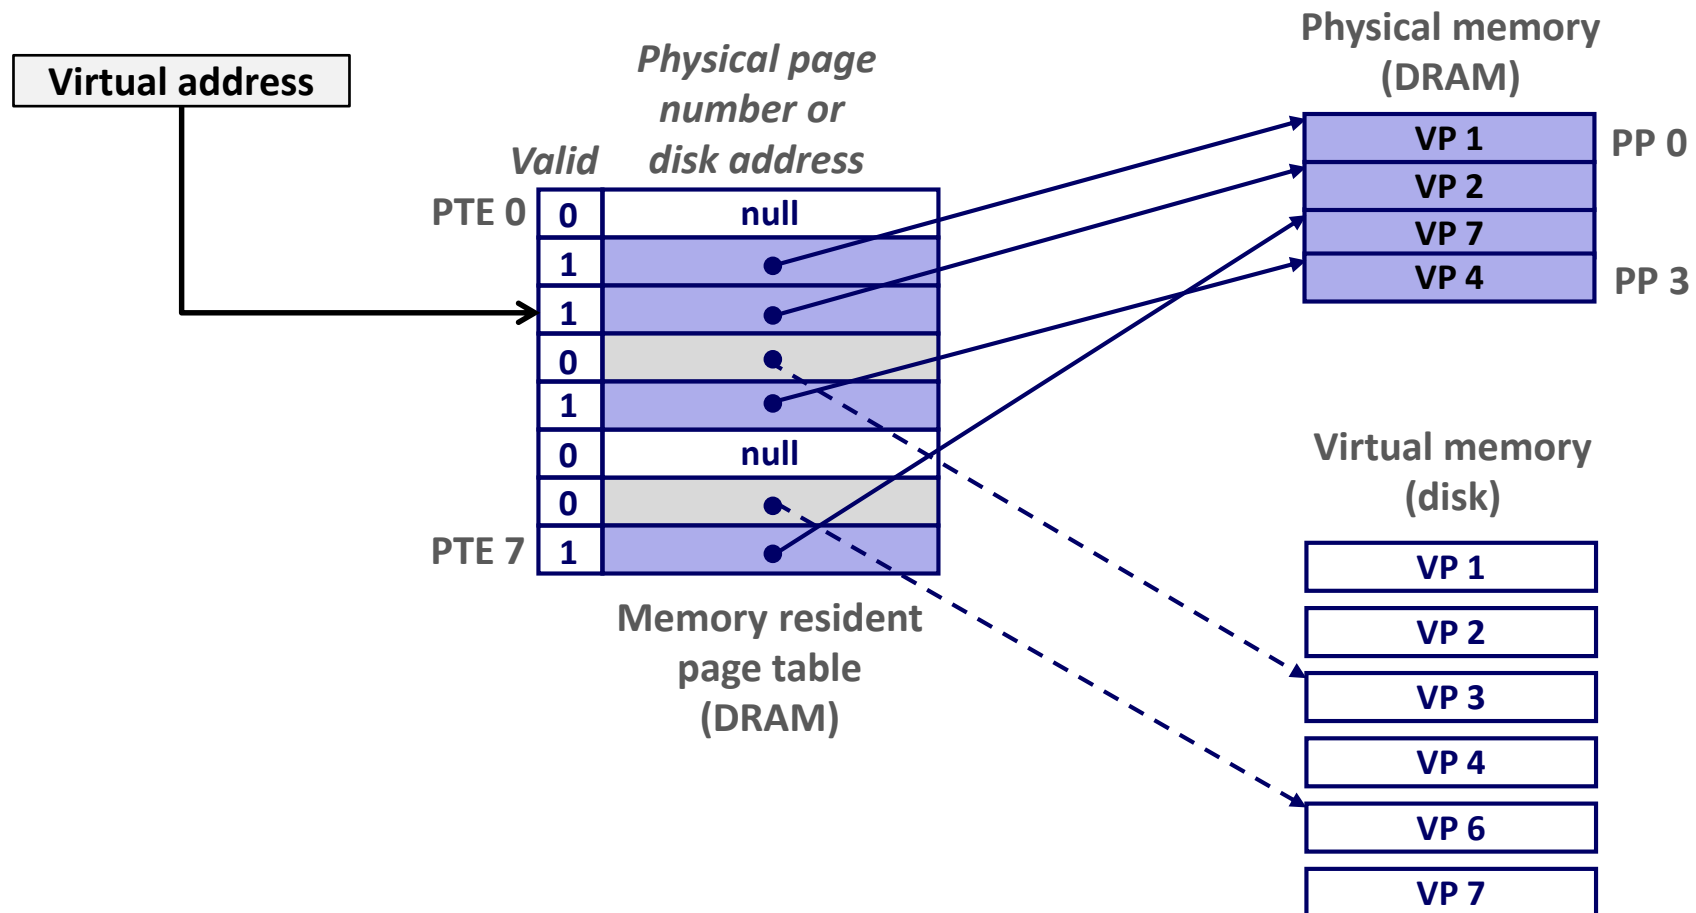 Virtual address
Physical page
number or
disk address
Valid
PTE 0
0
null
1
1
0
1
0
null
0
PTE 7
1
Memory resident
page table
(DRAM)
Physical memory
(DRAM)
VP 1
PP 0
VP 2
VP 7
VP 4
PP 3
Virtual memory
(disk)
VP 1
VP 2
VP 3
VP 4
VP 6
VP 7